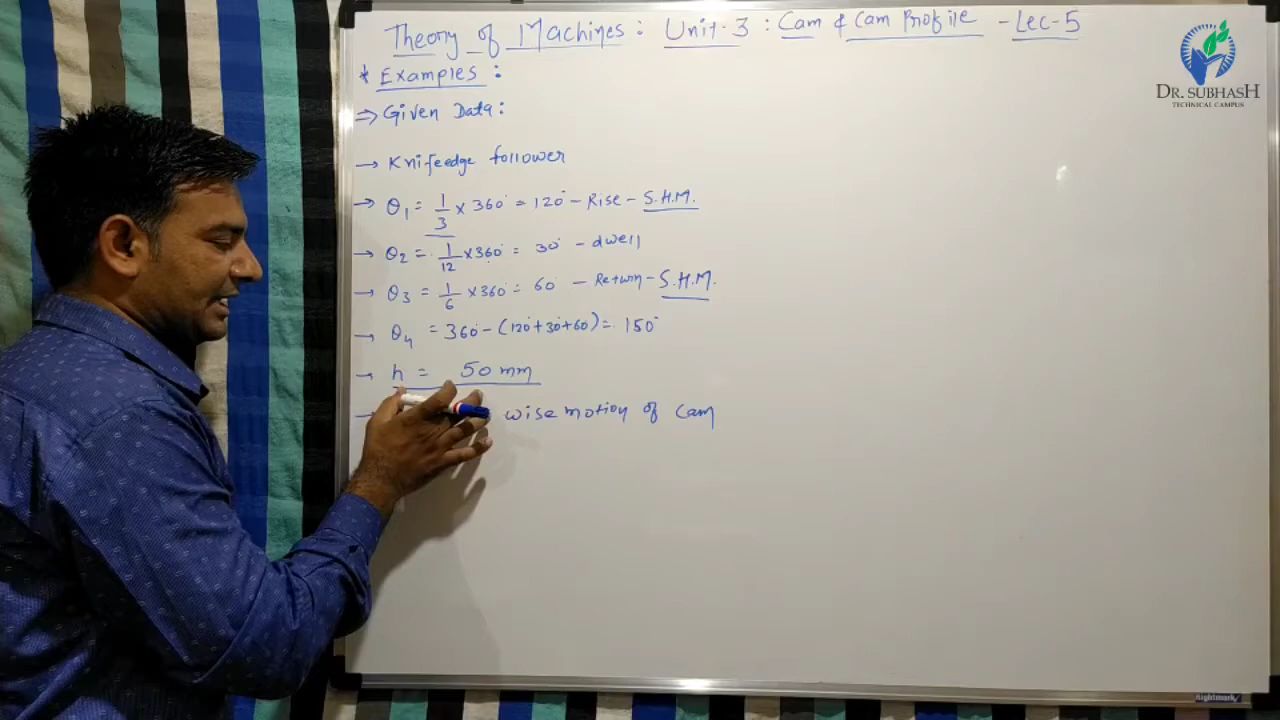 Theory of Machines: Unit-3: Cam & Cam Profile - Lec-5
* Examples:
⇒ Given Data:
→ Knifeedge follower
→ θ₁ = 1/3 × 360° = 120° - Rise - S.H.M.
→ θ₂ = 1/12 × 360° = 30° - dwell
→ θ₃ = 1/6 × 360° = 60° - Return - S.H.M.
→ θ₄ = 360° - (120°+30°+60°) = 150°
→ h = 50 mm
→ wise motion of Cam
DR. SUBHASH
TECHNICAL CAMPUS